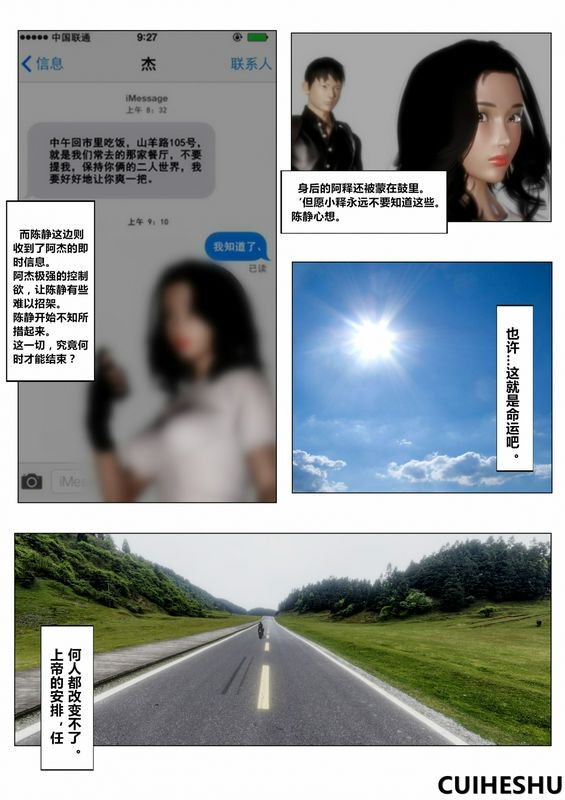 中国联通 9:27
信息 杰 联系人
iMessage
上午 8:32
中午回市里吃饭，山羊路105号，
就是我们常去的那家餐厅，不要
提我，保持你俩的二人世界，我
要好好地让你爽一把。
上午 9:10
我知道了、
已读
而陈静这边则
收到了阿杰的即
时信息。
阿杰极强的控制
欲，让陈静有些
难以招架。
陈静开始不知所
措起来。
这一切，究竟何
时才能结束？
iMes
身后的阿释还被蒙在鼓里。
‘但愿小释永远不要知道这些。
陈静心想。
也许…这就是命运吧。
上帝的安排，任
何人都改变不了。
CUIHESHU